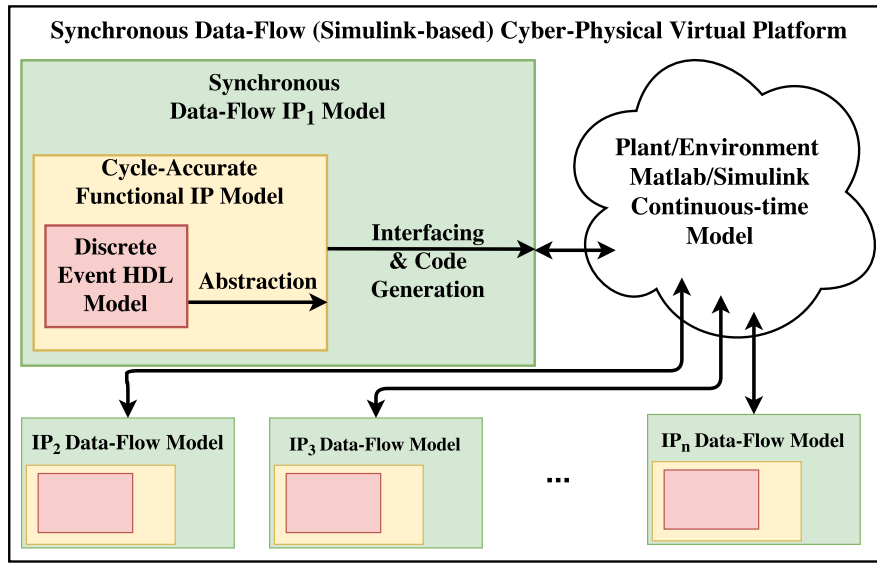 Synchronous Data-Flow (Simulink-based) Cyber-Physical Virtual Platform
Synchronous
Data-Flow IP1 Model
Cycle-Accurate
Functional IP Model
Discrete
Event HDL
Model
Abstraction
Interfacing
& Code
Generation
Plant/Environment
Matlab/Simulink
Continuous-time
Model
IP2 Data-Flow Model
IP3 Data-Flow Model
...
IPn Data-Flow Model